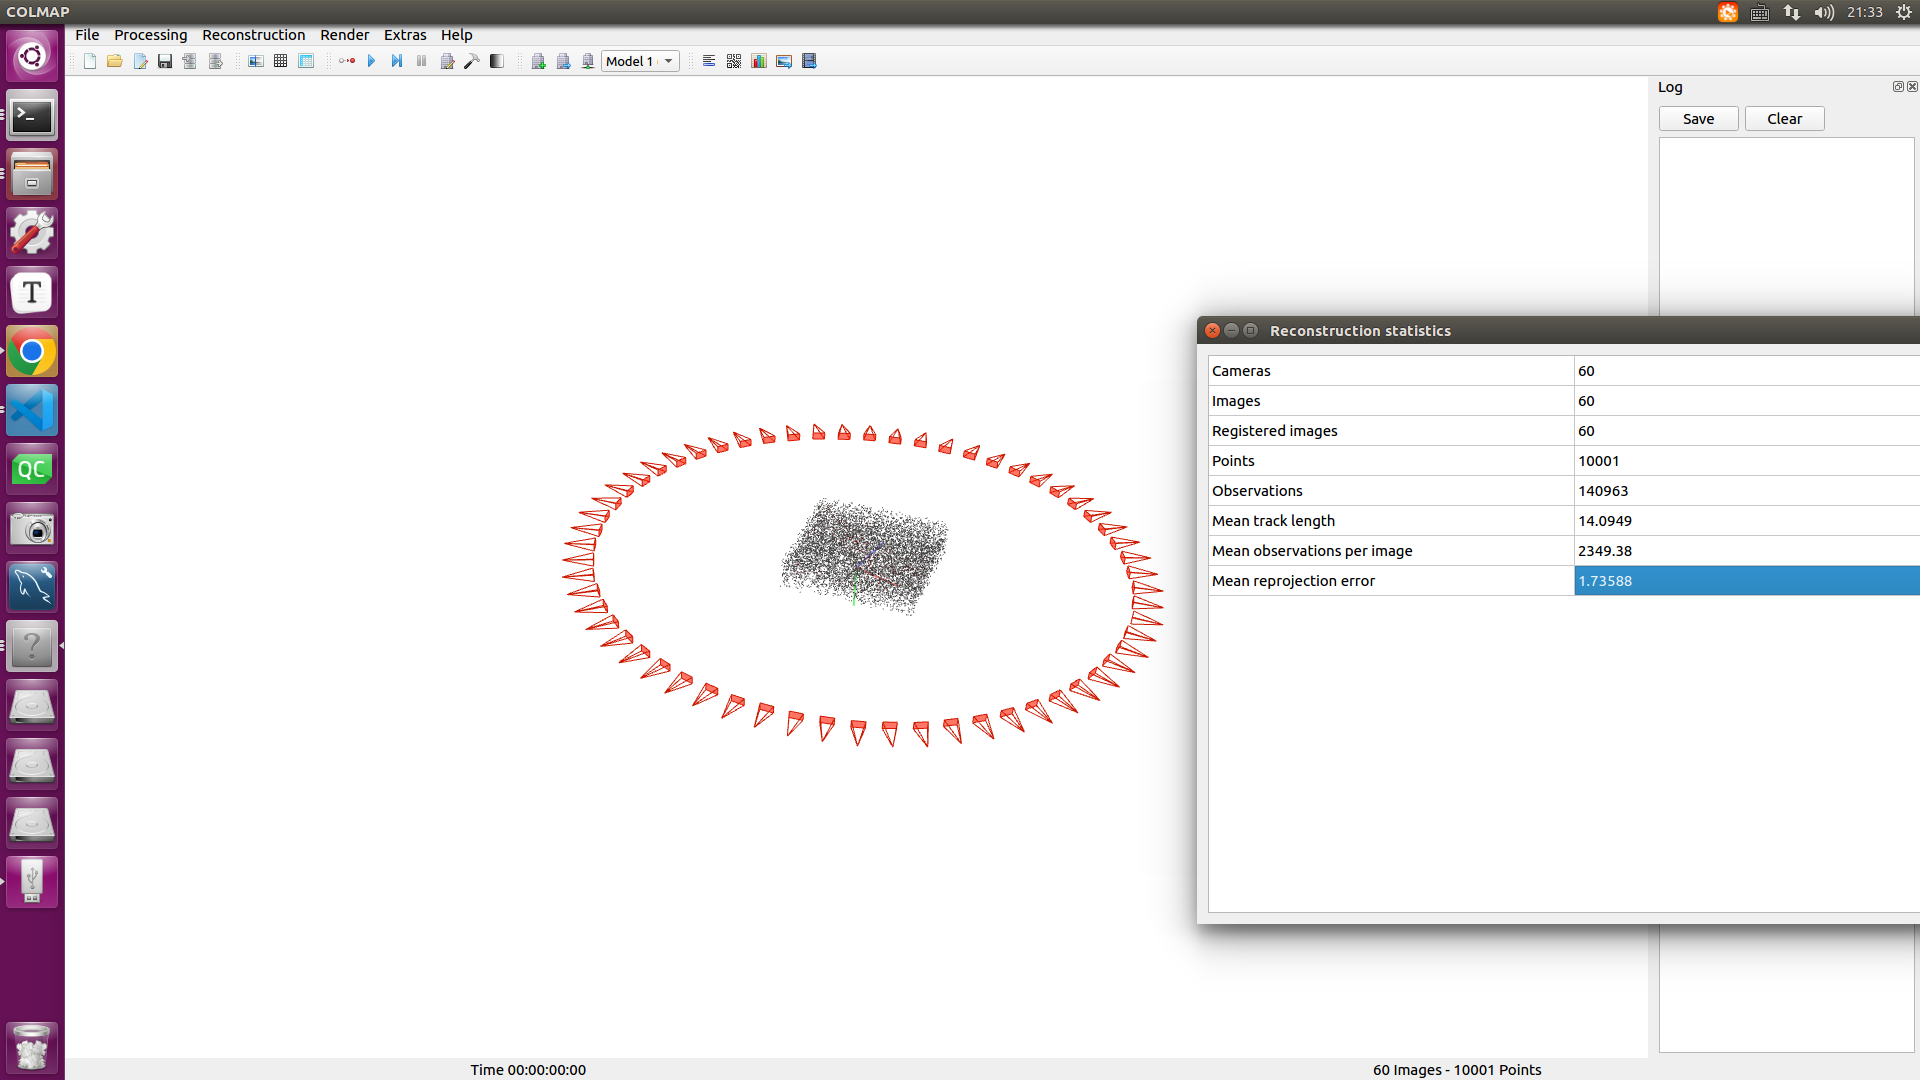 COLMAP
21:33
File Processing Reconstruction Render Extras Help
Model 1
Log
Save Clear
Reconstruction statistics
Cameras 60
Images 60
Registered images 60
Points 10001
Observations 140963
Mean track length 14.0949
Mean observations per image 2349.38
Mean reprojection error 1.73588
T
QC
?
Time 00:00:00:00
60 Images - 10001 Points